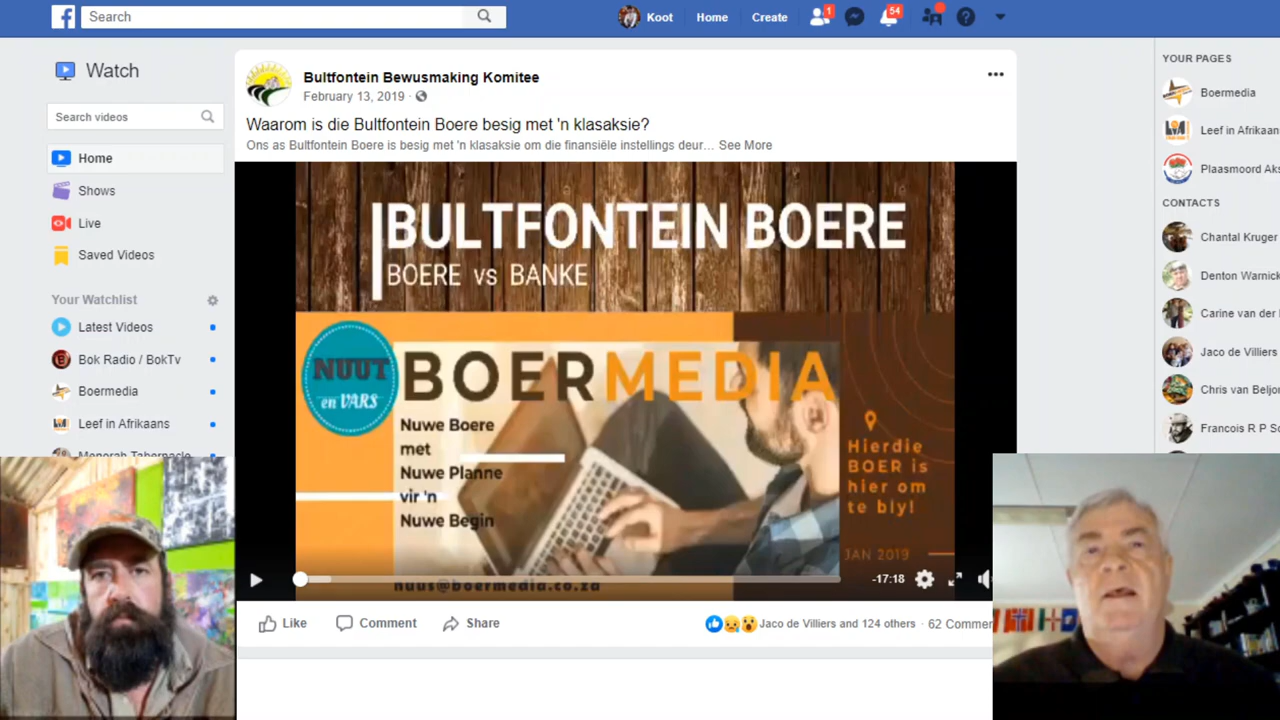 f
Search
Koot
Home
Create
1
54
Watch
Search videos
Home
Shows
Live
Saved Videos
Your Watchlist
Latest Videos
Bok Radio / BokTv
Boermedia
Leef in Afrikaans
Menorah Tabernacle
Bultfontein Bewusmaking Komitee
February 13, 2019 ·
Waarom is die Bultfontein Boere besig met 'n klasaksie?
Ons as Bultfontein Boere is besig met 'n klasaksie om die finansiële instellings deur... See More
BULTFONTEIN BOERE
BOERE vs BANKE
NUUT
en VARS
BOERMEDIA
Nuwe Boere
met
Nuwe Planne
vir 'n
Nuwe Begin
Hierdie
BOER is
hier om
te bly!
JAN 2019
nuus@boermedia.co.za
-17:18
Like
Comment
Share
Jaco de Villiers and 124 others · 62 Commen
YOUR PAGES
Boermedia
Leef in Afrikaan
Plaasmoord Aks
CONTACTS
Chantal Kruger
Denton Warnick
Carine van der
Jaco de Villiers
Chris van Beljo
Francois R P Sc